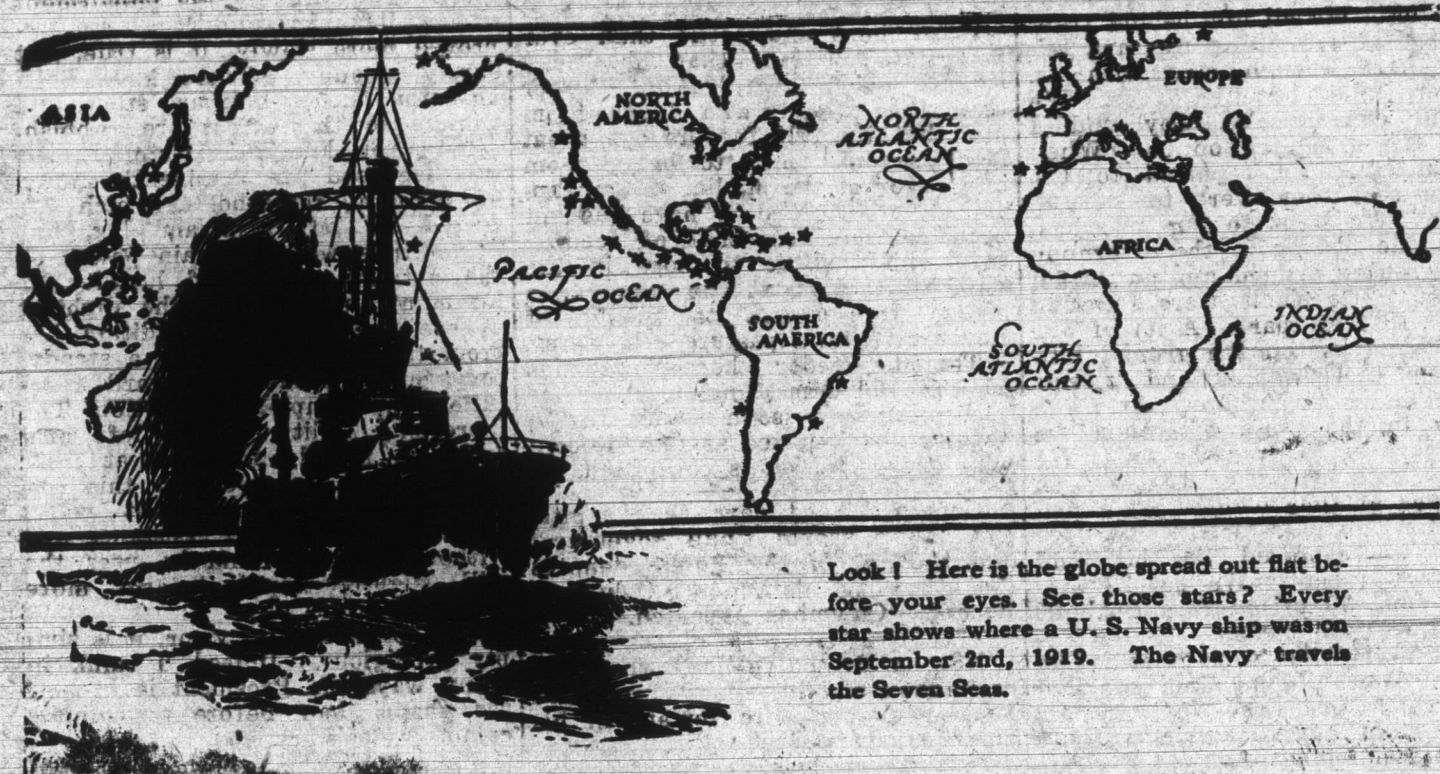 ASIA
NORTH
AMERICA
NORTH
ATLANTIC
OCEAN
EUROPE
PACIFIC
OCEAN
AFRICA
SOUTH
AMERICA
SOUTH
ATLANTIC
OCEAN
INDIAN
OCEAN
Look! Here is the globe spread out flat be-
fore your eyes. See those stars? Every
star shows where a U. S. Navy ship was on
September 2nd, 1919. The Navy travels
the Seven Seas.